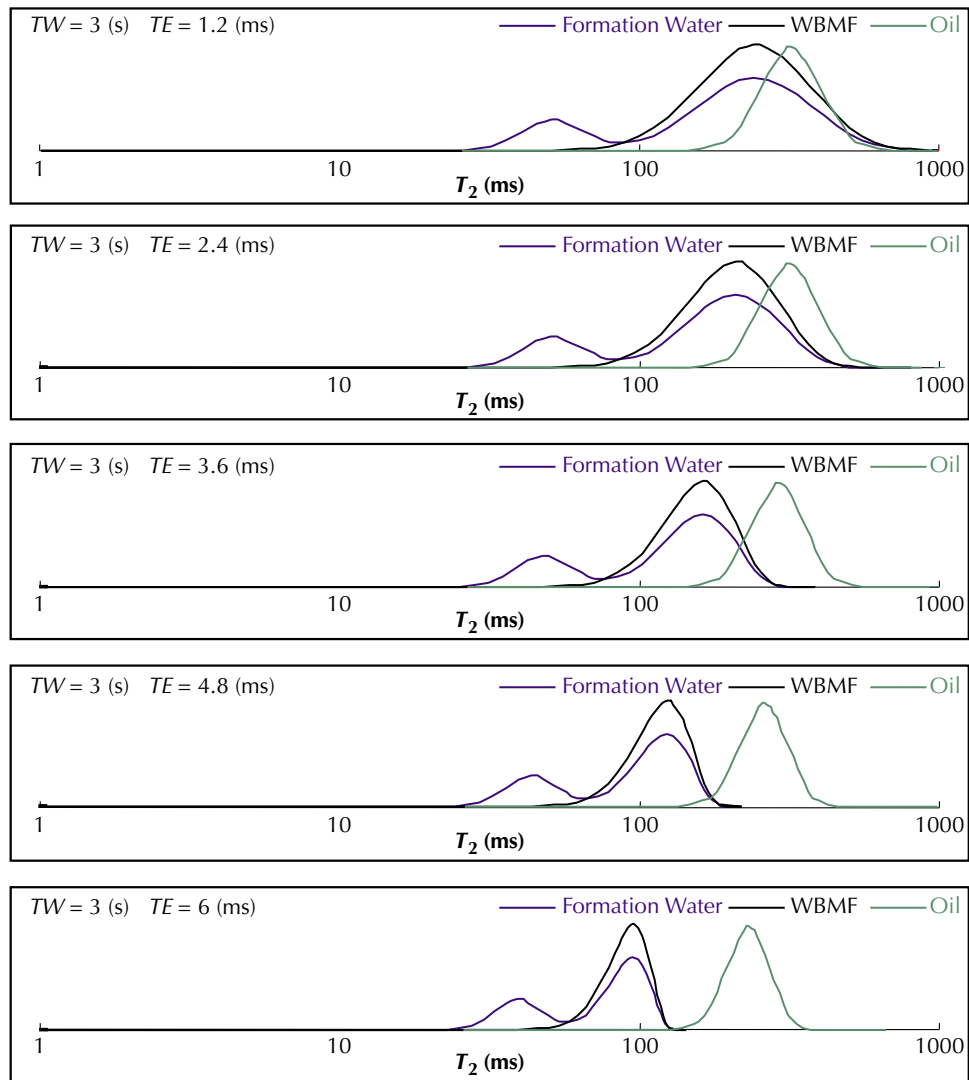 TW = 3 (s) TE = 1.2 (ms) Formation Water WBMF Oil
1 10 100 1000
T2 (ms)
TW = 3 (s) TE = 2.4 (ms) Formation Water WBMF Oil
1 10 100 1000
T2 (ms)
TW = 3 (s) TE = 3.6 (ms) Formation Water WBMF Oil
1 10 100 1000
T2 (ms)
TW = 3 (s) TE = 4.8 (ms) Formation Water WBMF Oil
1 10 100 1000
T2 (ms)
TW = 3 (s) TE = 6 (ms) Formation Water WBMF Oil
1 10 100 1000
T2 (ms)